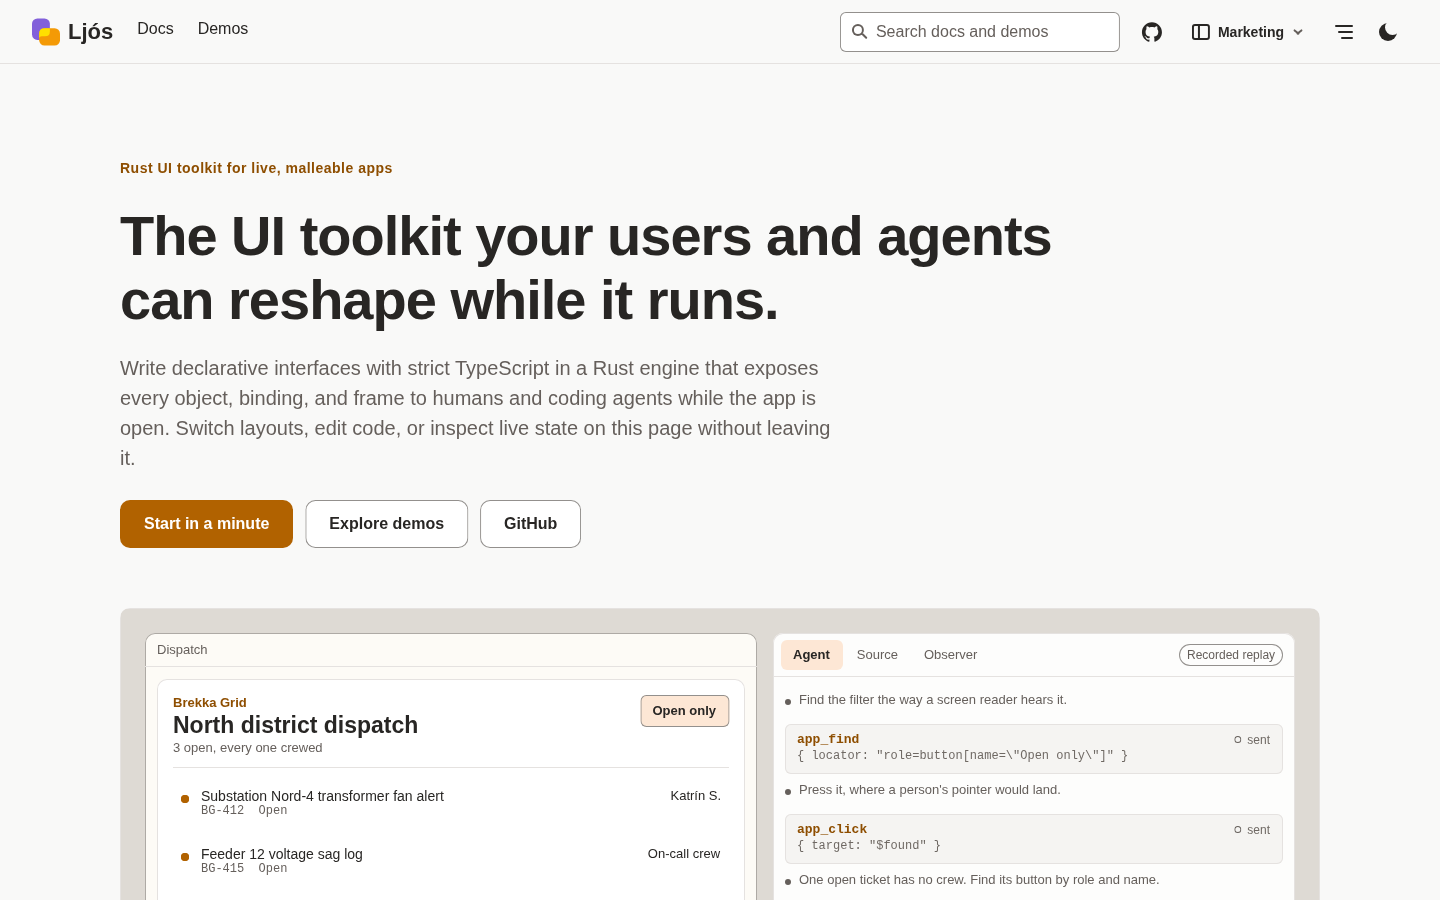 Ljós
Docs
Demos
Search docs and demos
Marketing
Rust UI toolkit for live, malleable apps
The UI toolkit your users and agents
can reshape while it runs.
Write declarative interfaces with strict TypeScript in a Rust engine that exposes
every object, binding, and frame to humans and coding agents while the app is
open. Switch layouts, edit code, or inspect live state on this page without leaving
it.
Start in a minute
Explore demos
GitHub
Dispatch
Brekka Grid
North district dispatch
3 open, every one crewed
Open only
Substation Nord-4 transformer fan alert
BG-412 Open
Katrín S.
Feeder 12 voltage sag log
BG-415 Open
On-call crew
Agent
Source
Observer
Recorded replay
Find the filter the way a screen reader hears it.
app_find
sent
{ locator: "role=button[name=\"Open only\"]" }
Press it, where a person's pointer would land.
app_click
sent
{ target: "$found" }
One open ticket has no crew. Find its button by role and name.